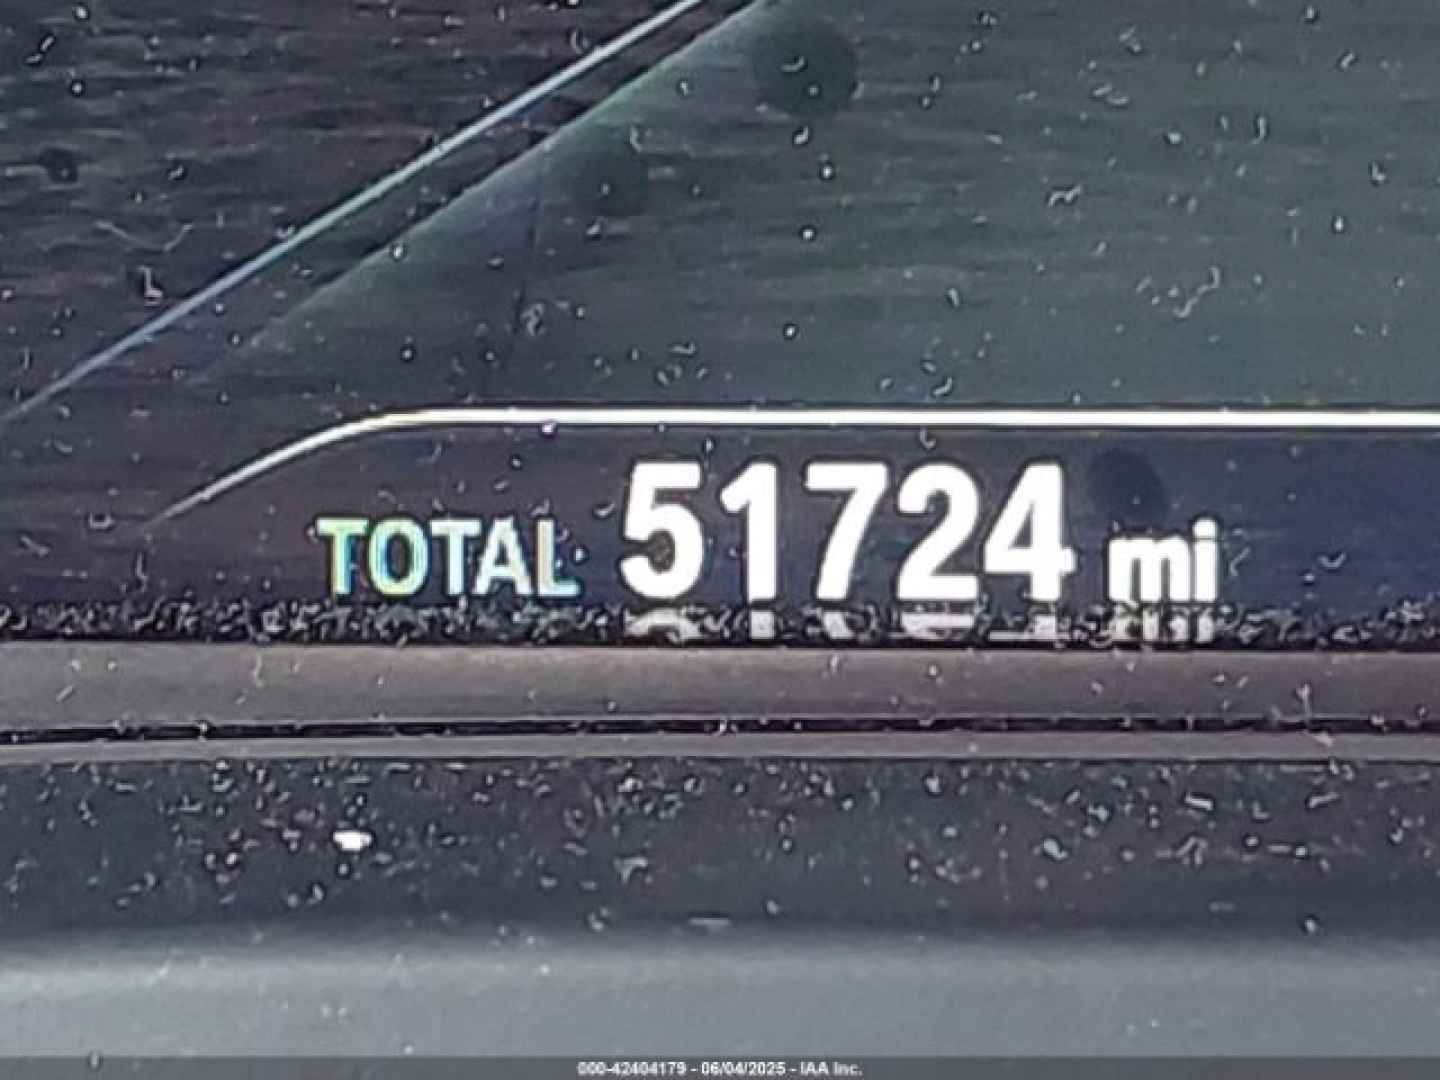 TOTAL 51724 mi
000-42404179 - 06/04/2025 - IAA Inc.